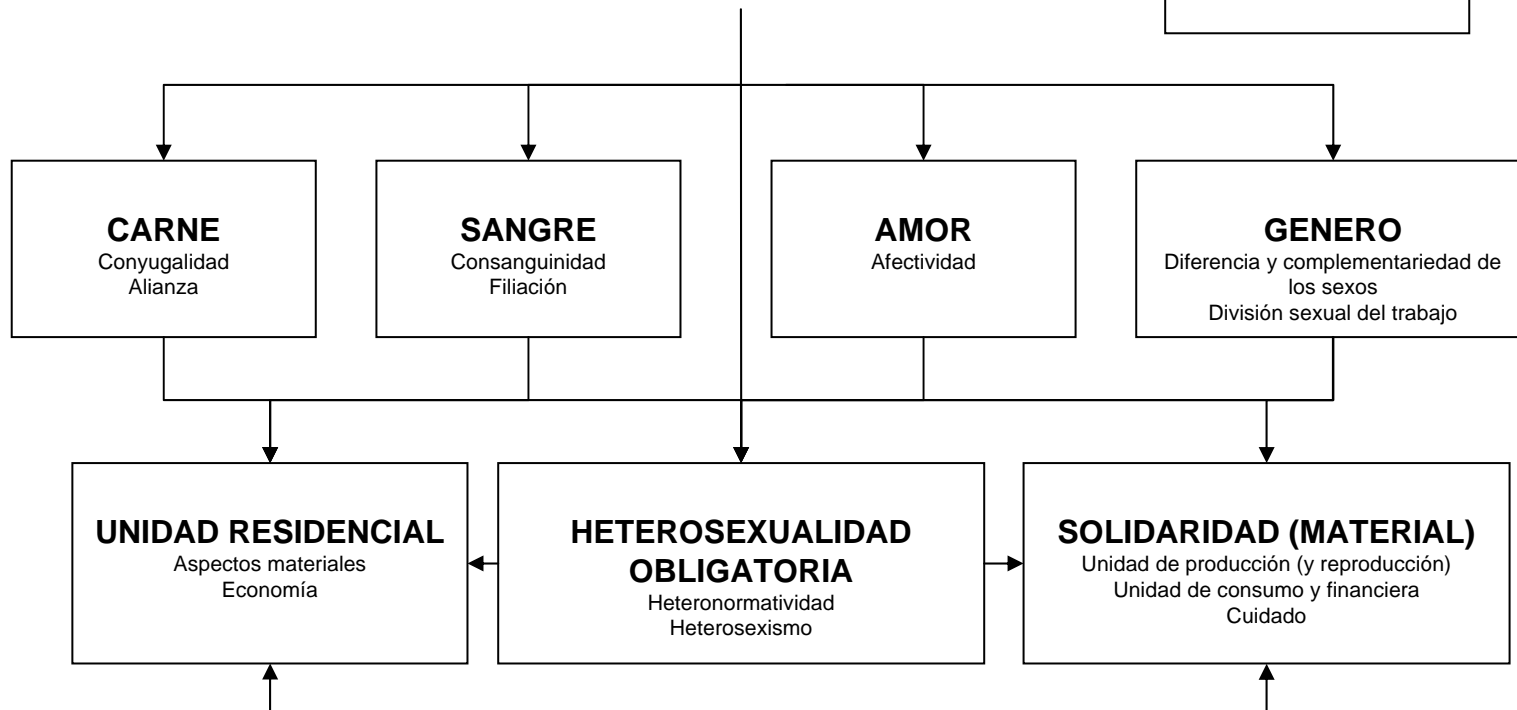 CARNE
Conyugalidad
Alianza
SANGRE
Consanguinidad
Filiación
AMOR
Afectividad
GENERO
Diferencia y complementariedad de
los sexos
División sexual del trabajo
UNIDAD RESIDENCIAL
Aspectos materiales
Economía
HETEROSEXUALIDAD
OBLIGATORIA
Heteronormatividad
Heterosexismo
SOLIDARIDAD (MATERIAL)
Unidad de producción (y reproducción)
Unidad de consumo y financiera
Cuidado